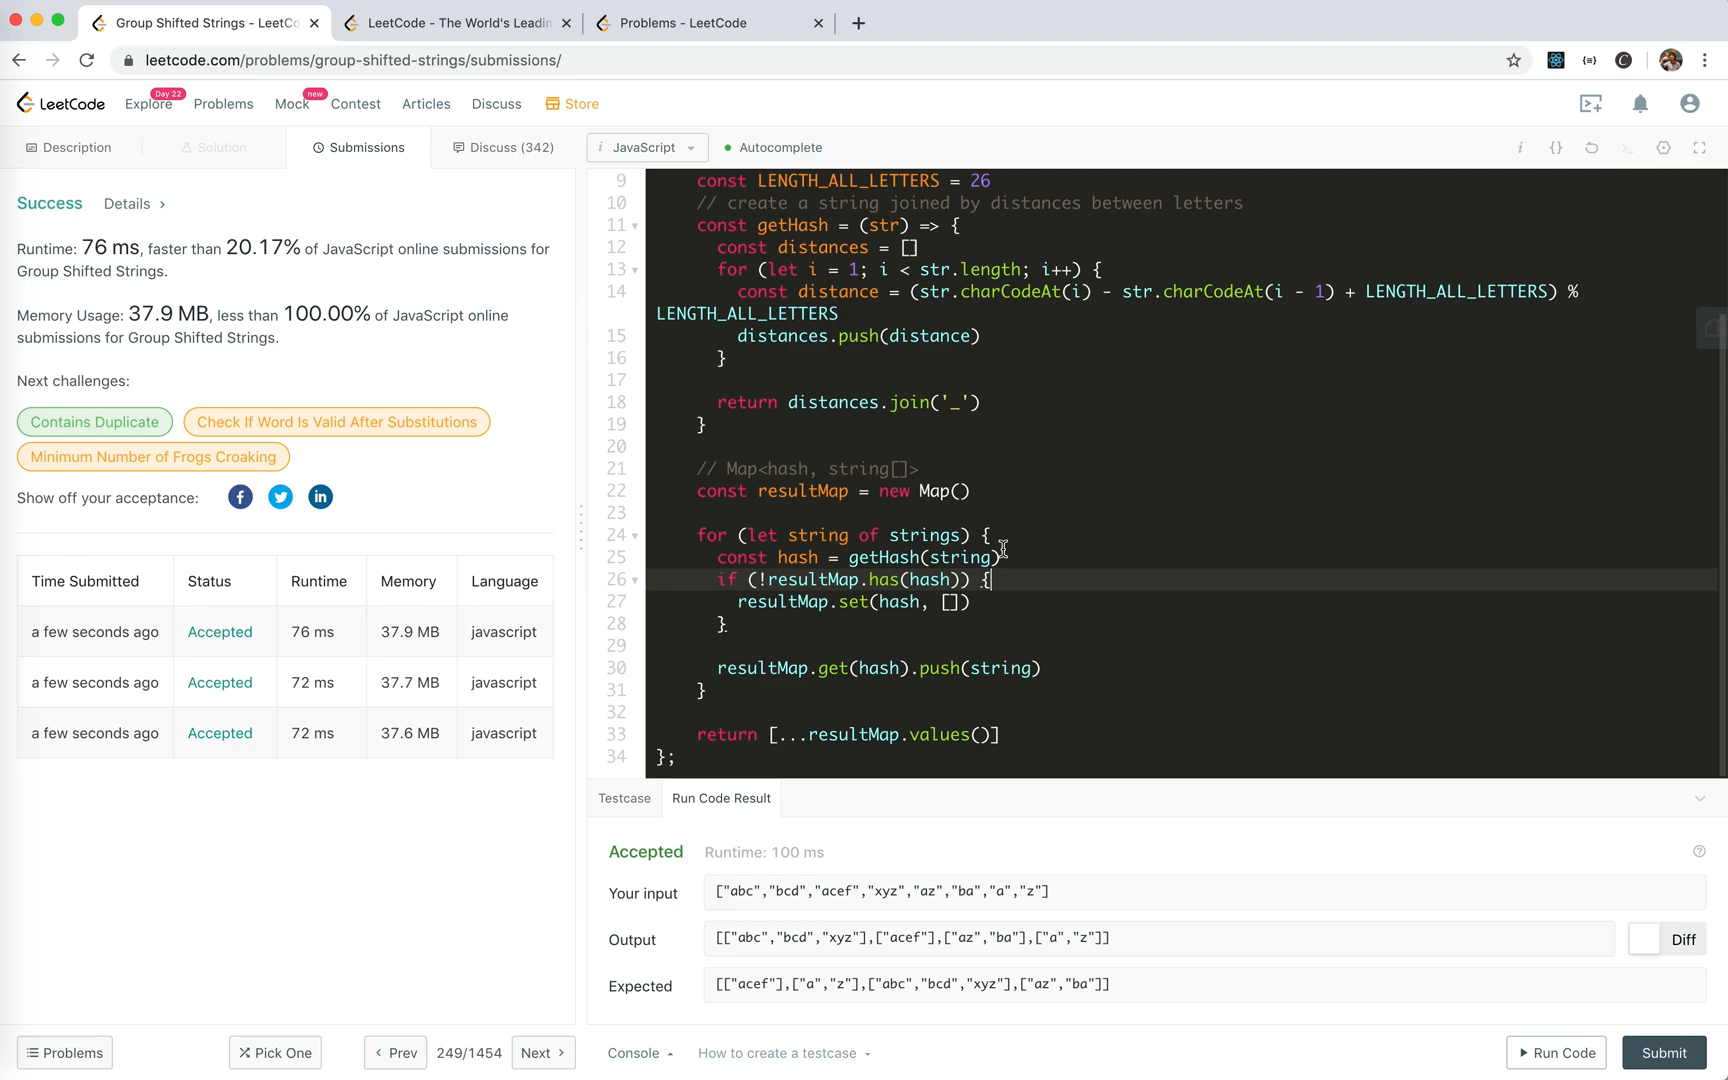 Group Shifted Strings - LeetCo
LeetCode - The World's Leadin
Problems - LeetCode
leetcode.com/problems/group-shifted-strings/submissions/
LeetCode
Explore
Day 22
Problems
Mock
new
Contest
Articles
Discuss
Store
Description
Solution
Submissions
Discuss (342)
i JavaScript
Autocomplete
Success
Details
Runtime: 76 ms, faster than 20.17% of JavaScript online submissions for
Group Shifted Strings.
Memory Usage: 37.9 MB, less than 100.00% of JavaScript online
submissions for Group Shifted Strings.
Next challenges:
Contains Duplicate
Check If Word Is Valid After Substitutions
Minimum Number of Frogs Croaking
Show off your acceptance:
Time Submitted Status Runtime Memory Language
a few seconds ago Accepted 76 ms 37.9 MB javascript
a few seconds ago Accepted 72 ms 37.7 MB javascript
a few seconds ago Accepted 72 ms 37.6 MB javascript
9 const LENGTH_ALL_LETTERS = 26
10 // create a string joined by distances between letters
11 const getHash = (str) => {
12 const distances = []
13 for (let i = 1; i < str.length; i++) {
14 const distance = (str.charCodeAt(i) - str.charCodeAt(i - 1) + LENGTH_ALL_LETTERS) %
LENGTH_ALL_LETTERS
15 distances.push(distance)
16 }
17
18 return distances.join('_')
19 }
20
21 // Map<hash, string[]>
22 const resultMap = new Map()
23
24 for (let string of strings) {
25 const hash = getHash(string)
26 if (!resultMap.has(hash)) {
27 resultMap.set(hash, [])
28 }
29
30 resultMap.get(hash).push(string)
31 }
32
33 return [...resultMap.values()]
34 };
Testcase
Run Code Result
Accepted
Runtime: 100 ms
Your input
["abc","bcd","acef","xyz","az","ba","a","z"]
Output
[["abc","bcd","xyz"],["acef"],["az","ba"],["a","z"]]
Diff
Expected
[["acef"],["a","z"],["abc","bcd","xyz"],["az","ba"]]
Problems
Pick One
Prev
249/1454
Next
Console
How to create a testcase
Run Code
Submit